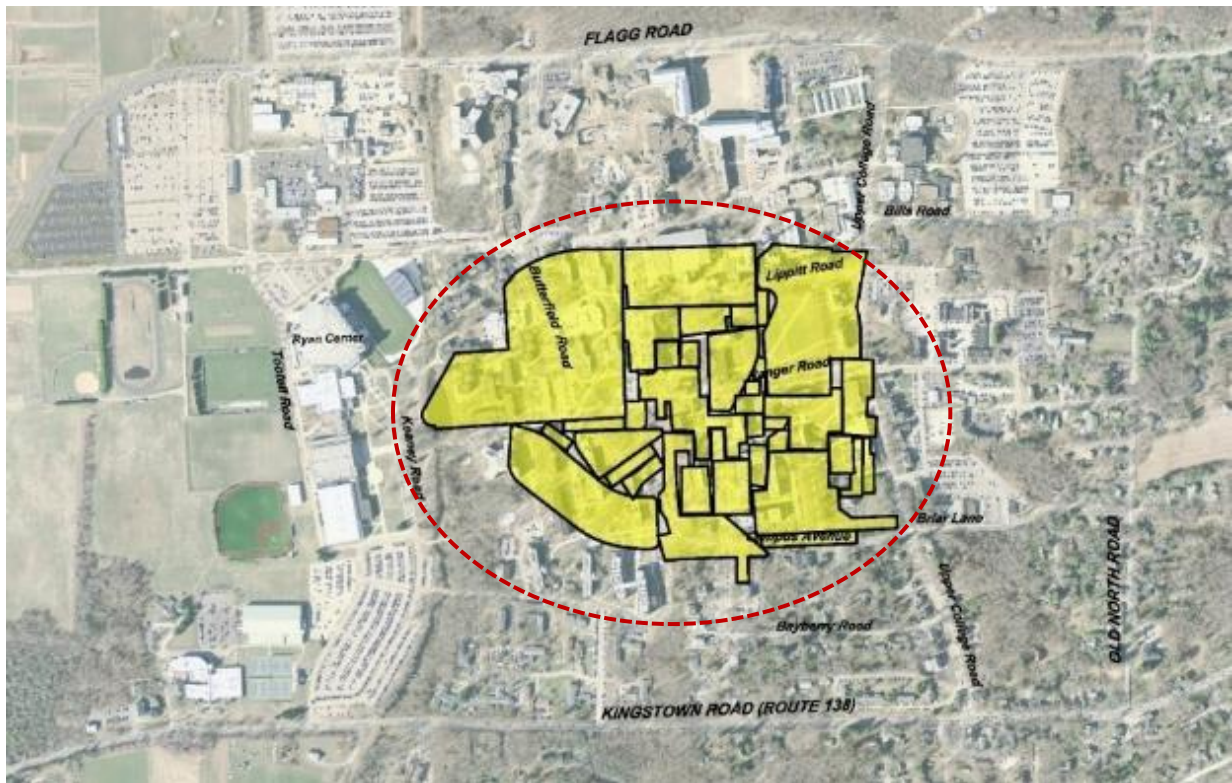 FLAGG ROAD
Upper College Road
Bills Road
Lippitt Road
Butterfield Road
Ryan Center
Tootell Road
Keaney Road
Briar Lane
Upper College Road
OLD NORTH ROAD
Bayberry Road
KINGSTOWN ROAD (ROUTE 138)